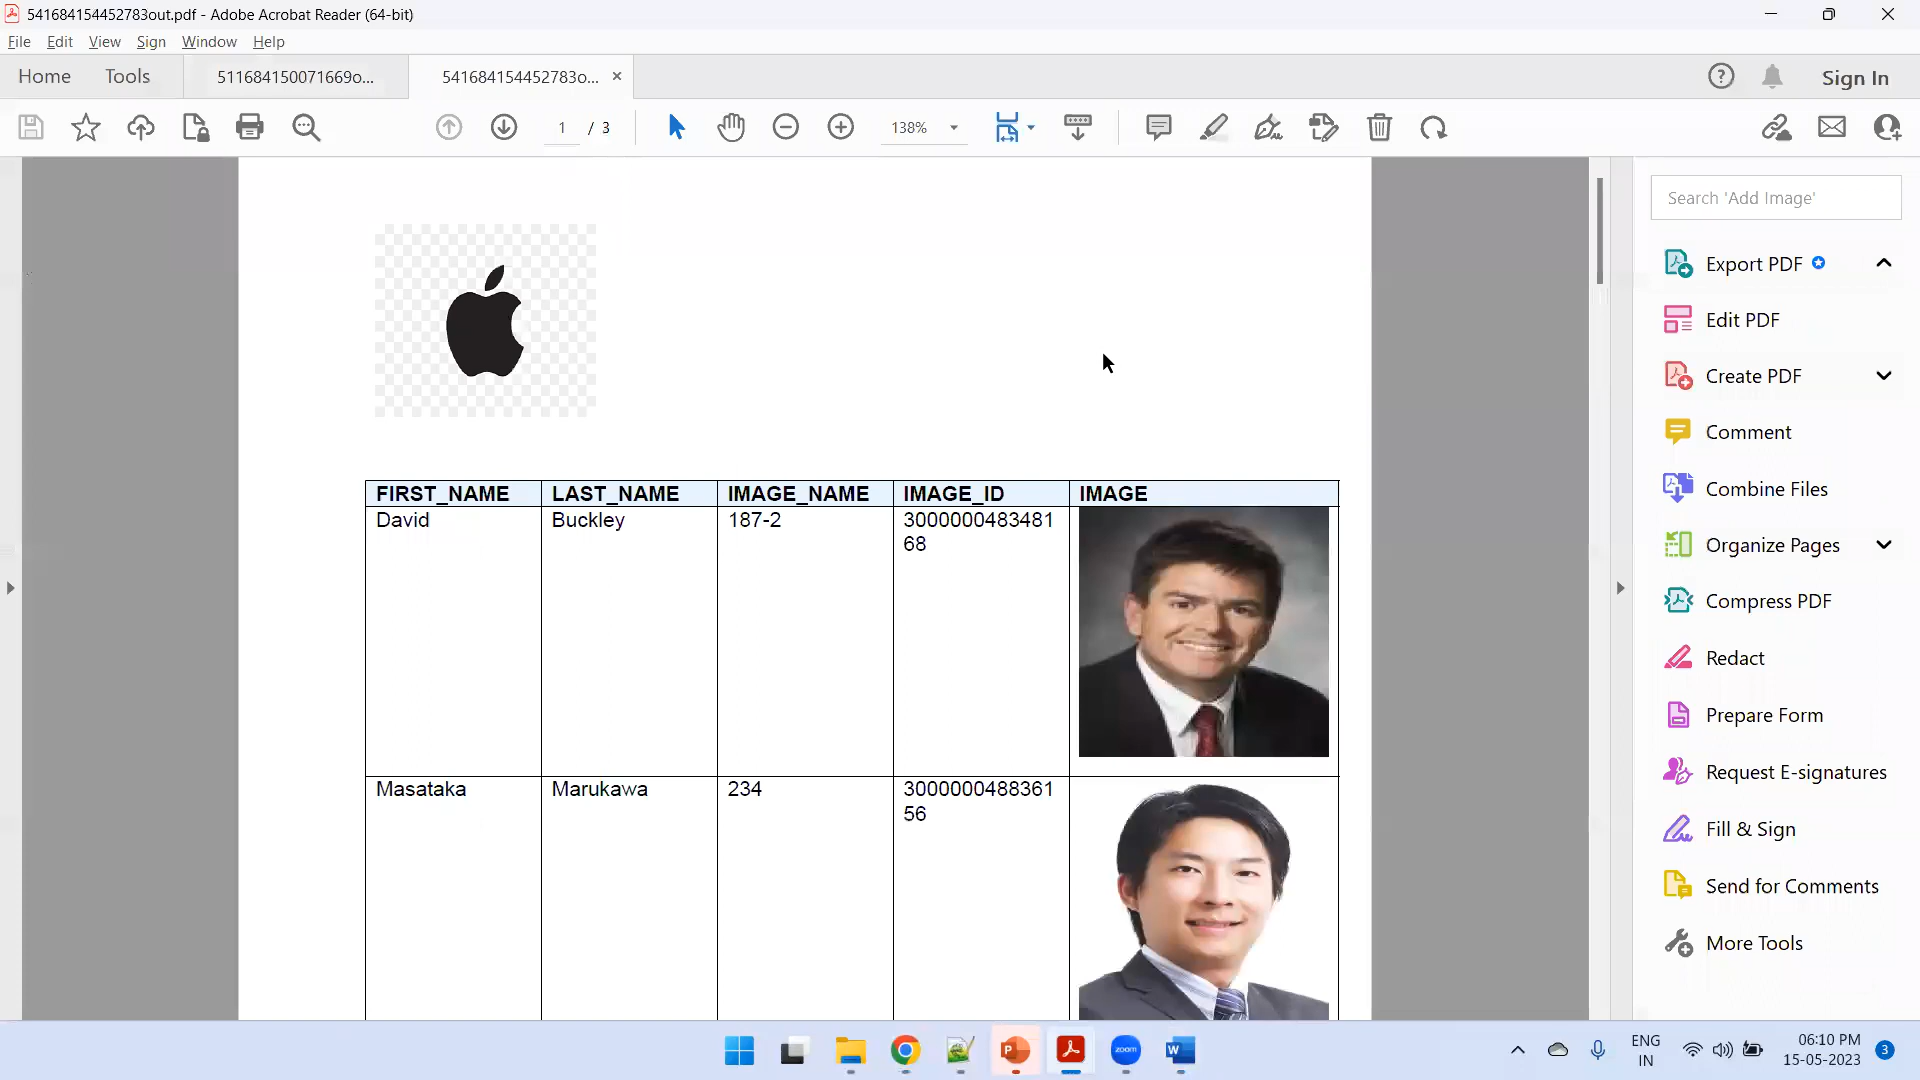 541684154452783out.pdf - Adobe Acrobat Reader (64-bit)
File Edit View Sign Window Help
Home Tools 511684150071669o... 541684154452783o... Sign In
1 / 3 138%
Search 'Add Image'
Export PDF
Edit PDF
Create PDF
Comment
Combine Files
Organize Pages
Compress PDF
Redact
Prepare Form
Request E-signatures
Fill & Sign
Send for Comments
More Tools
FIRST_NAME LAST_NAME IMAGE_NAME IMAGE_ID IMAGE
David Buckley 187-2 3000000483481
68
Masataka Marukawa 234 3000000488361
56
zoom
ENG
IN
06:10 PM
15-05-2023
3